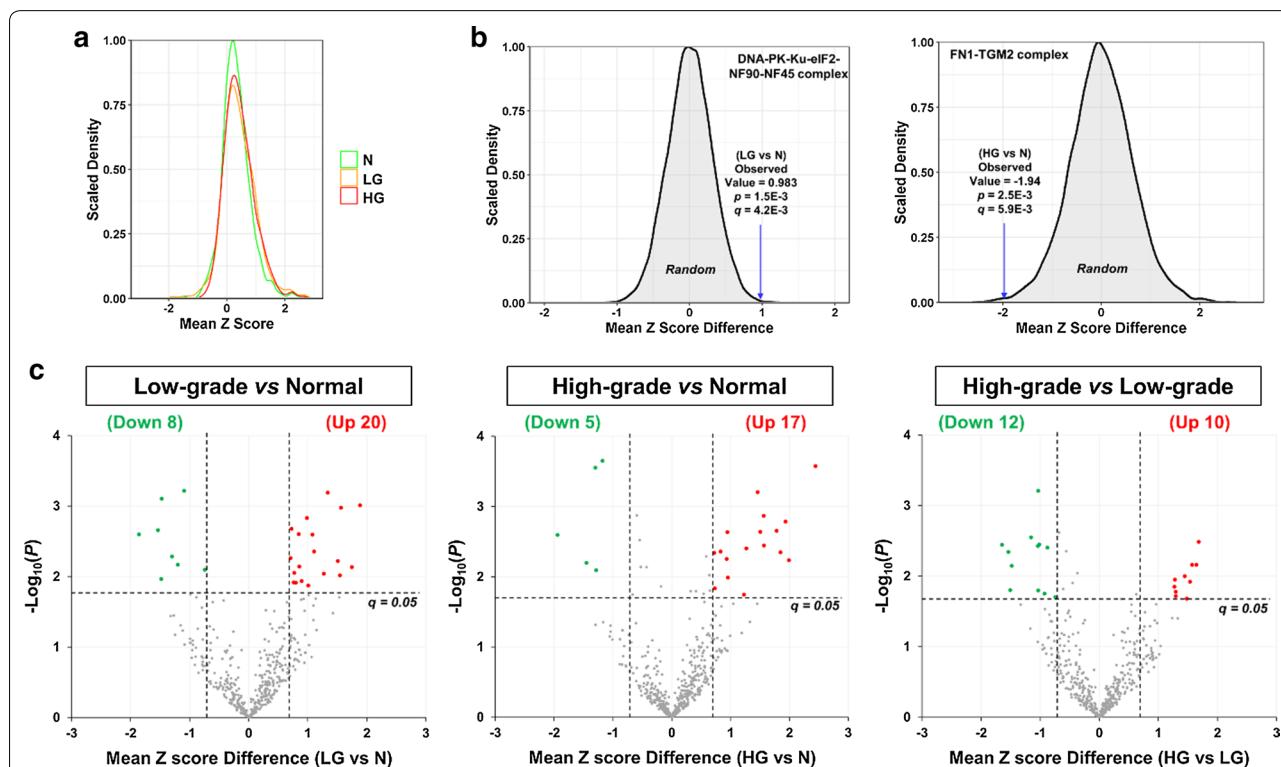 a
1.00
0.75
0.50
0.25
0.00
Scaled Density
-2
0
2
Mean Z Score
N
LG
HG
b
1.00
0.75
0.50
0.25
0.00
Scaled Density
DNA-PK-Ku-eIF2-
NF90-NF45 complex
(LG vs N)
Observed
Value = 0.983
p = 1.5E-3
q = 4.2E-3
Random
-2
-1
0
1
2
Mean Z Score Difference
1.00
0.75
0.50
0.25
0.00
Scaled Density
FN1-TGM2 complex
(HG vs N)
Observed
Value = -1.94
p = 2.5E-3
q = 5.9E-3
Random
-2
0
2
Mean Z Score Difference
c
Low-grade vs Normal
(Down 8)
(Up 20)
4
3
2
1
0
-Log10(P)
q = 0.05
-3
-2
-1
0
1
2
3
Mean Z score Difference (LG vs N)
High-grade vs Normal
(Down 5)
(Up 17)
4
3
2
1
0
-Log10(P)
q = 0.05
-3
-2
-1
0
1
2
3
Mean Z score Difference (HG vs N)
High-grade vs Low-grade
(Down 12)
(Up 10)
4
3
2
1
0
-Log10(P)
q = 0.05
-3
-2
-1
0
1
2
3
Mean Z score Difference (HG vs LG)